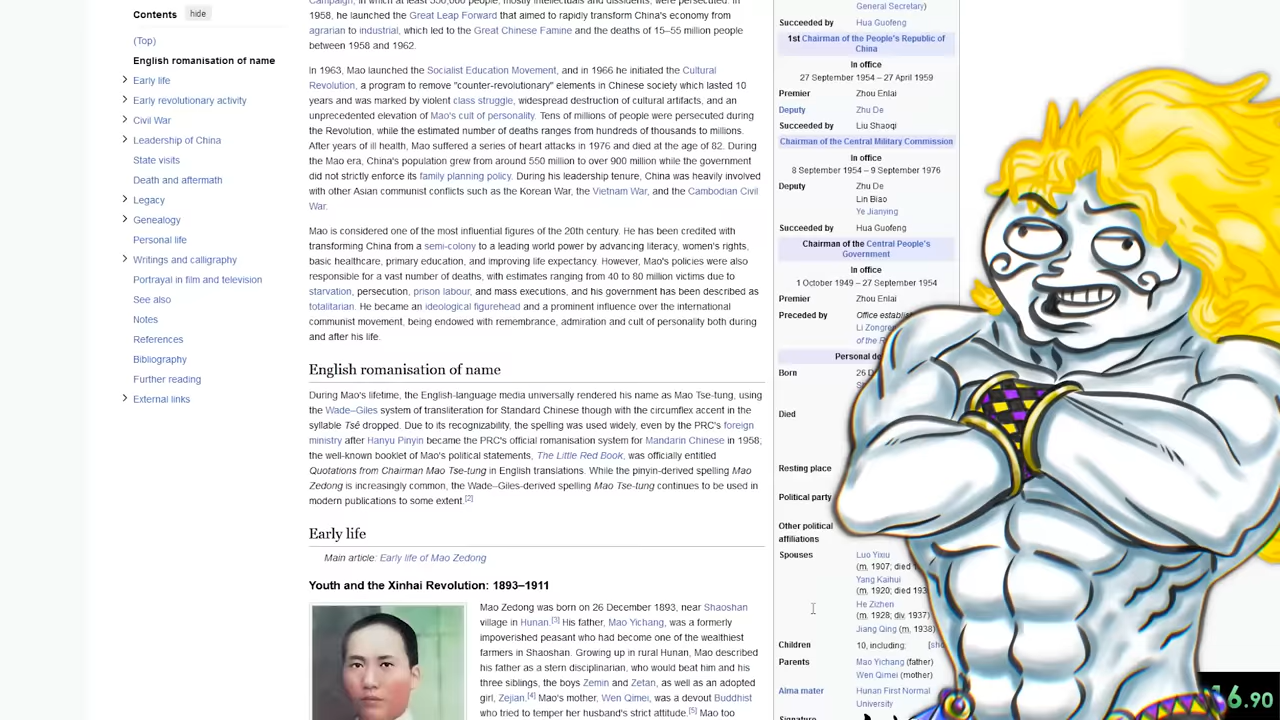 Contents hide
(Top)
English romanisation of name
Early life
Early revolutionary activity
Civil War
Leadership of China
State visits
Death and aftermath
Legacy
Genealogy
Personal life
Writings and calligraphy
Portrayal in film and television
See also
Notes
References
Bibliography
Further reading
External links
1958, he launched the Great Leap Forward that aimed to rapidly transform China's economy from
agrarian to industrial, which led to the Great Chinese Famine and the deaths of 15–55 million people
between 1958 and 1962.
In 1963, Mao launched the Socialist Education Movement, and in 1966 he initiated the Cultural
Revolution, a program to remove "counter-revolutionary" elements in Chinese society which lasted 10
years and was marked by violent class struggle, widespread destruction of cultural artifacts, and an
unprecedented elevation of Mao's cult of personality. Tens of millions of people were persecuted during
the Revolution, while the estimated number of deaths ranges from hundreds of thousands to millions.
After years of ill health, Mao suffered a series of heart attacks in 1976 and died at the age of 82. During
the Mao era, China's population grew from around 550 million to over 900 million while the government
did not strictly enforce its family planning policy. During his leadership tenure, China was heavily involved
with other Asian communist conflicts such as the Korean War, the Vietnam War, and the Cambodian Civil
War.
Mao is considered one of the most influential figures of the 20th century. He has been credited with
transforming China from a semi-colony to a leading world power by advancing literacy, women's rights,
basic healthcare, primary education, and improving life expectancy. However, Mao's policies were also
responsible for a vast number of deaths, with estimates ranging from 40 to 80 million victims due to
starvation, persecution, prison labour, and mass executions, and his government has been described as
totalitarian. He became an ideological figurehead and a prominent influence over the international
communist movement, being endowed with remembrance, admiration and cult of personality both during
and after his life.
English romanisation of name
During Mao's lifetime, the English-language media universally rendered his name as Mao Tse-tung, using
the Wade–Giles system of transliteration for Standard Chinese though with the circumflex accent in the
syllable Tsê dropped. Due to its recognizability, the spelling was used widely, even by the PRC's foreign
ministry after Hanyu Pinyin became the PRC's official romanisation system for Mandarin Chinese in 1958;
the well-known booklet of Mao's political statements, The Little Red Book, was officially entitled
Quotations from Chairman Mao Tse-tung in English translations. While the pinyin-derived spelling Mao
Zedong is increasingly common, the Wade–Giles-derived spelling Mao Tse-tung continues to be used in
modern publications to some extent.[2]
Early life
Main article: Early life of Mao Zedong
Youth and the Xinhai Revolution: 1893–1911
Mao Zedong was born on 26 December 1893, near Shaoshan
village in Hunan.[3] His father, Mao Yichang, was a formerly
impoverished peasant who had become one of the wealthiest
farmers in Shaoshan. Growing up in rural Hunan, Mao described
his father as a stern disciplinarian, who would beat him and his
three siblings, the boys Zemin and Zetan, as well as an adopted
girl, Zejian.[4] Mao's mother, Wen Qimei, was a devout Buddhist
who tried to temper her husband's strict attitude.[5] Mao too
General Secretary)
Succeeded by Hua Guofeng
1st Chairman of the People's Republic of
China
In office
27 September 1954 – 27 April 1959
Premier Zhou Enlai
Deputy Zhu De
Succeeded by Liu Shaoqi
Chairman of the Central Military Commission
In office
8 September 1954 – 9 September 1976
Deputy Zhu De
Lin Biao
Ye Jianying
Succeeded by Hua Guofeng
Chairman of the Central People's
Government
In office
1 October 1949 – 27 September 1954
Premier Zhou Enlai
Preceded by Office
Li
of the
Personal
Born 26
Died
Resting place
Political party
Other political
affiliations
Spouses Luo Yixiu
(m. 1907; died
Yang Kaihui
(m. 1920; died
He Zizhen
(m. 1928; div. 1937)
Jiang Qing (m. 1938)
Children 10, including:
Parents Mao Yichang (father)
Wen Qimei (mother)
Alma mater Hunan First Normal
University
Signature
16.90